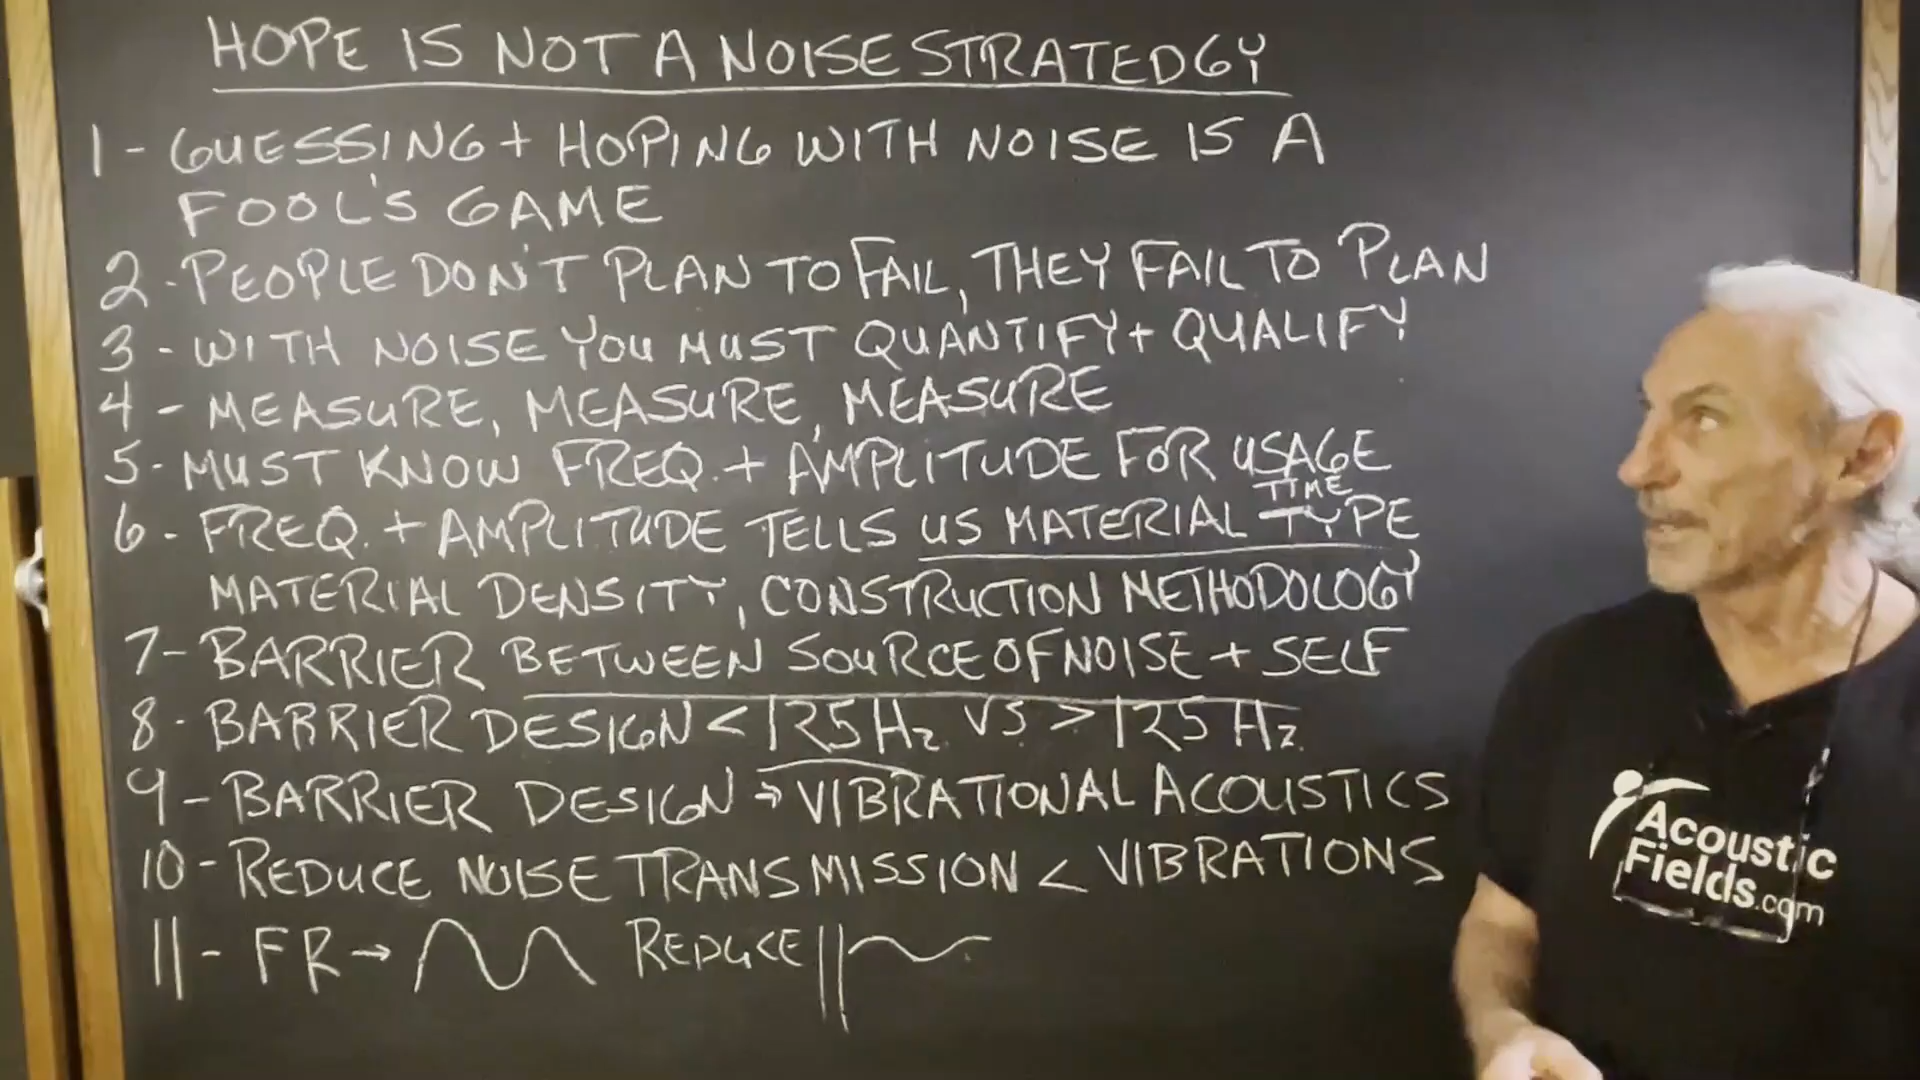 HOPE IS NOT A NOISE STRATEDGY
1 - GUESSING + HOPING WITH NOISE IS A
FOOL'S GAME
2 - PEOPLE DON'T PLAN TO FAIL, THEY FAIL TO PLAN
3 - WITH NOISE YOU MUST QUANTIFY + QUALIFY
4 - MEASURE, MEASURE, MEASURE
5 - MUST KNOW FREQ. + AMPLITUDE FOR USAGE
TIME
6 - FREQ. + AMPLITUDE TELLS US MATERIAL TYPE
MATERIAL DENSITY, CONSTRUCTION METHODOLOGY
7 - BARRIER BETWEEN SOURCE OF NOISE + SELF
8 - BARRIER DESIGN < 125 Hz VS > 125 Hz.
9 - BARRIER DESIGN → VIBRATIONAL ACOUSTICS
10 - REDUCE NOISE TRANSMISSION < VIBRATIONS
11 - FR → REDUCE
Acoustic
Fields.com